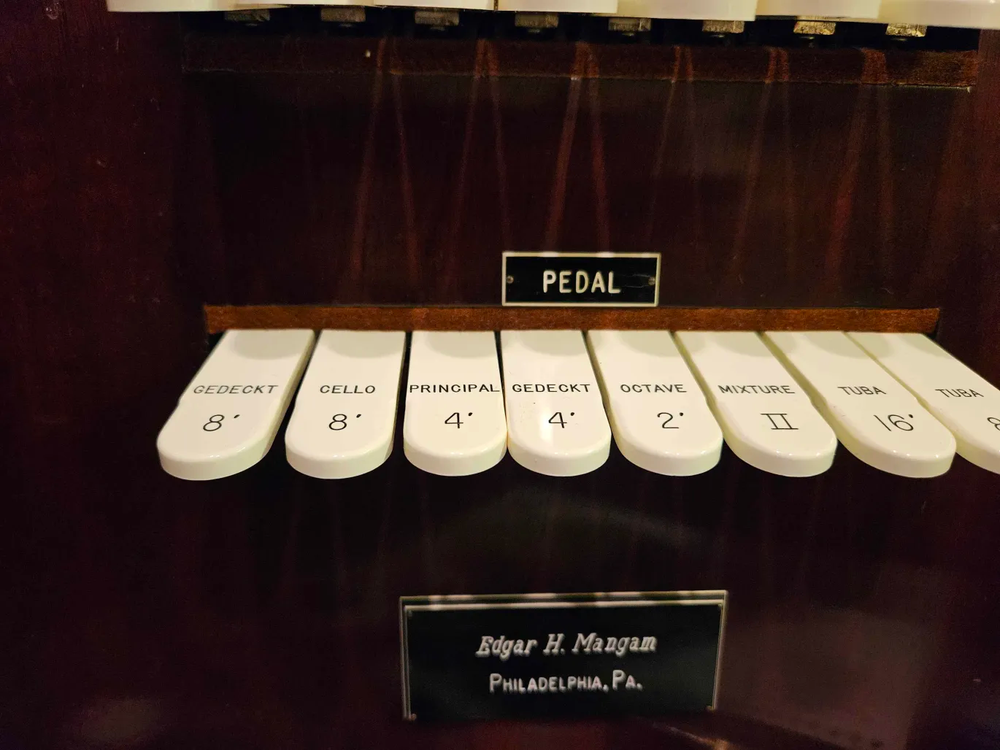 PEDAL
GEDECKT 8'
CELLO 8'
PRINCIPAL 4'
GEDECKT 4'
OCTAVE 2'
MIXTURE II
TUBA 16'
TUBA
Edgar H. Mangam
PHILADELPHIA, PA.